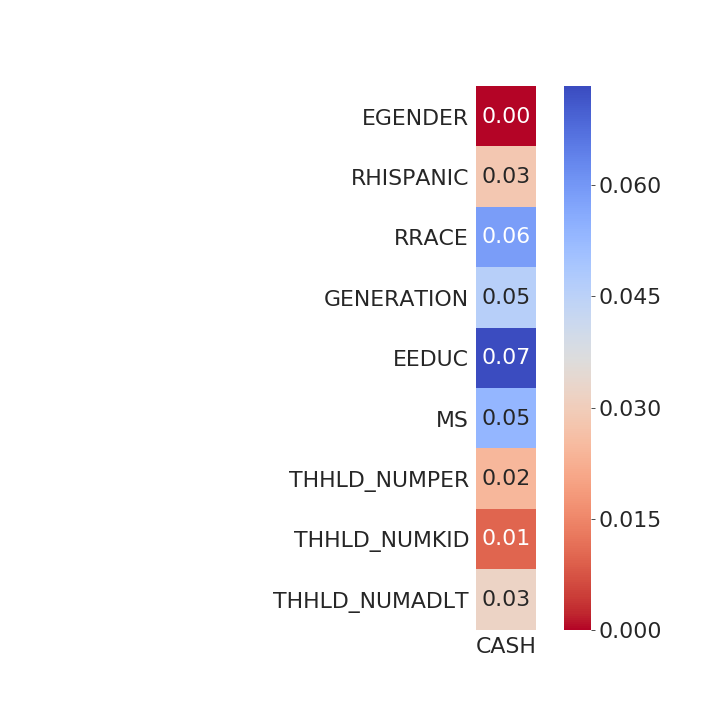 EGENDER 0.00
RHISPANIC 0.03
RRACE 0.06 0.060
GENERATION 0.05 0.045
EEDUC 0.07
MS 0.05 0.030
THHLD_NUMPER 0.02
THHLD_NUMKID 0.01 0.015
THHLD_NUMADLT 0.03
0.000
CASH